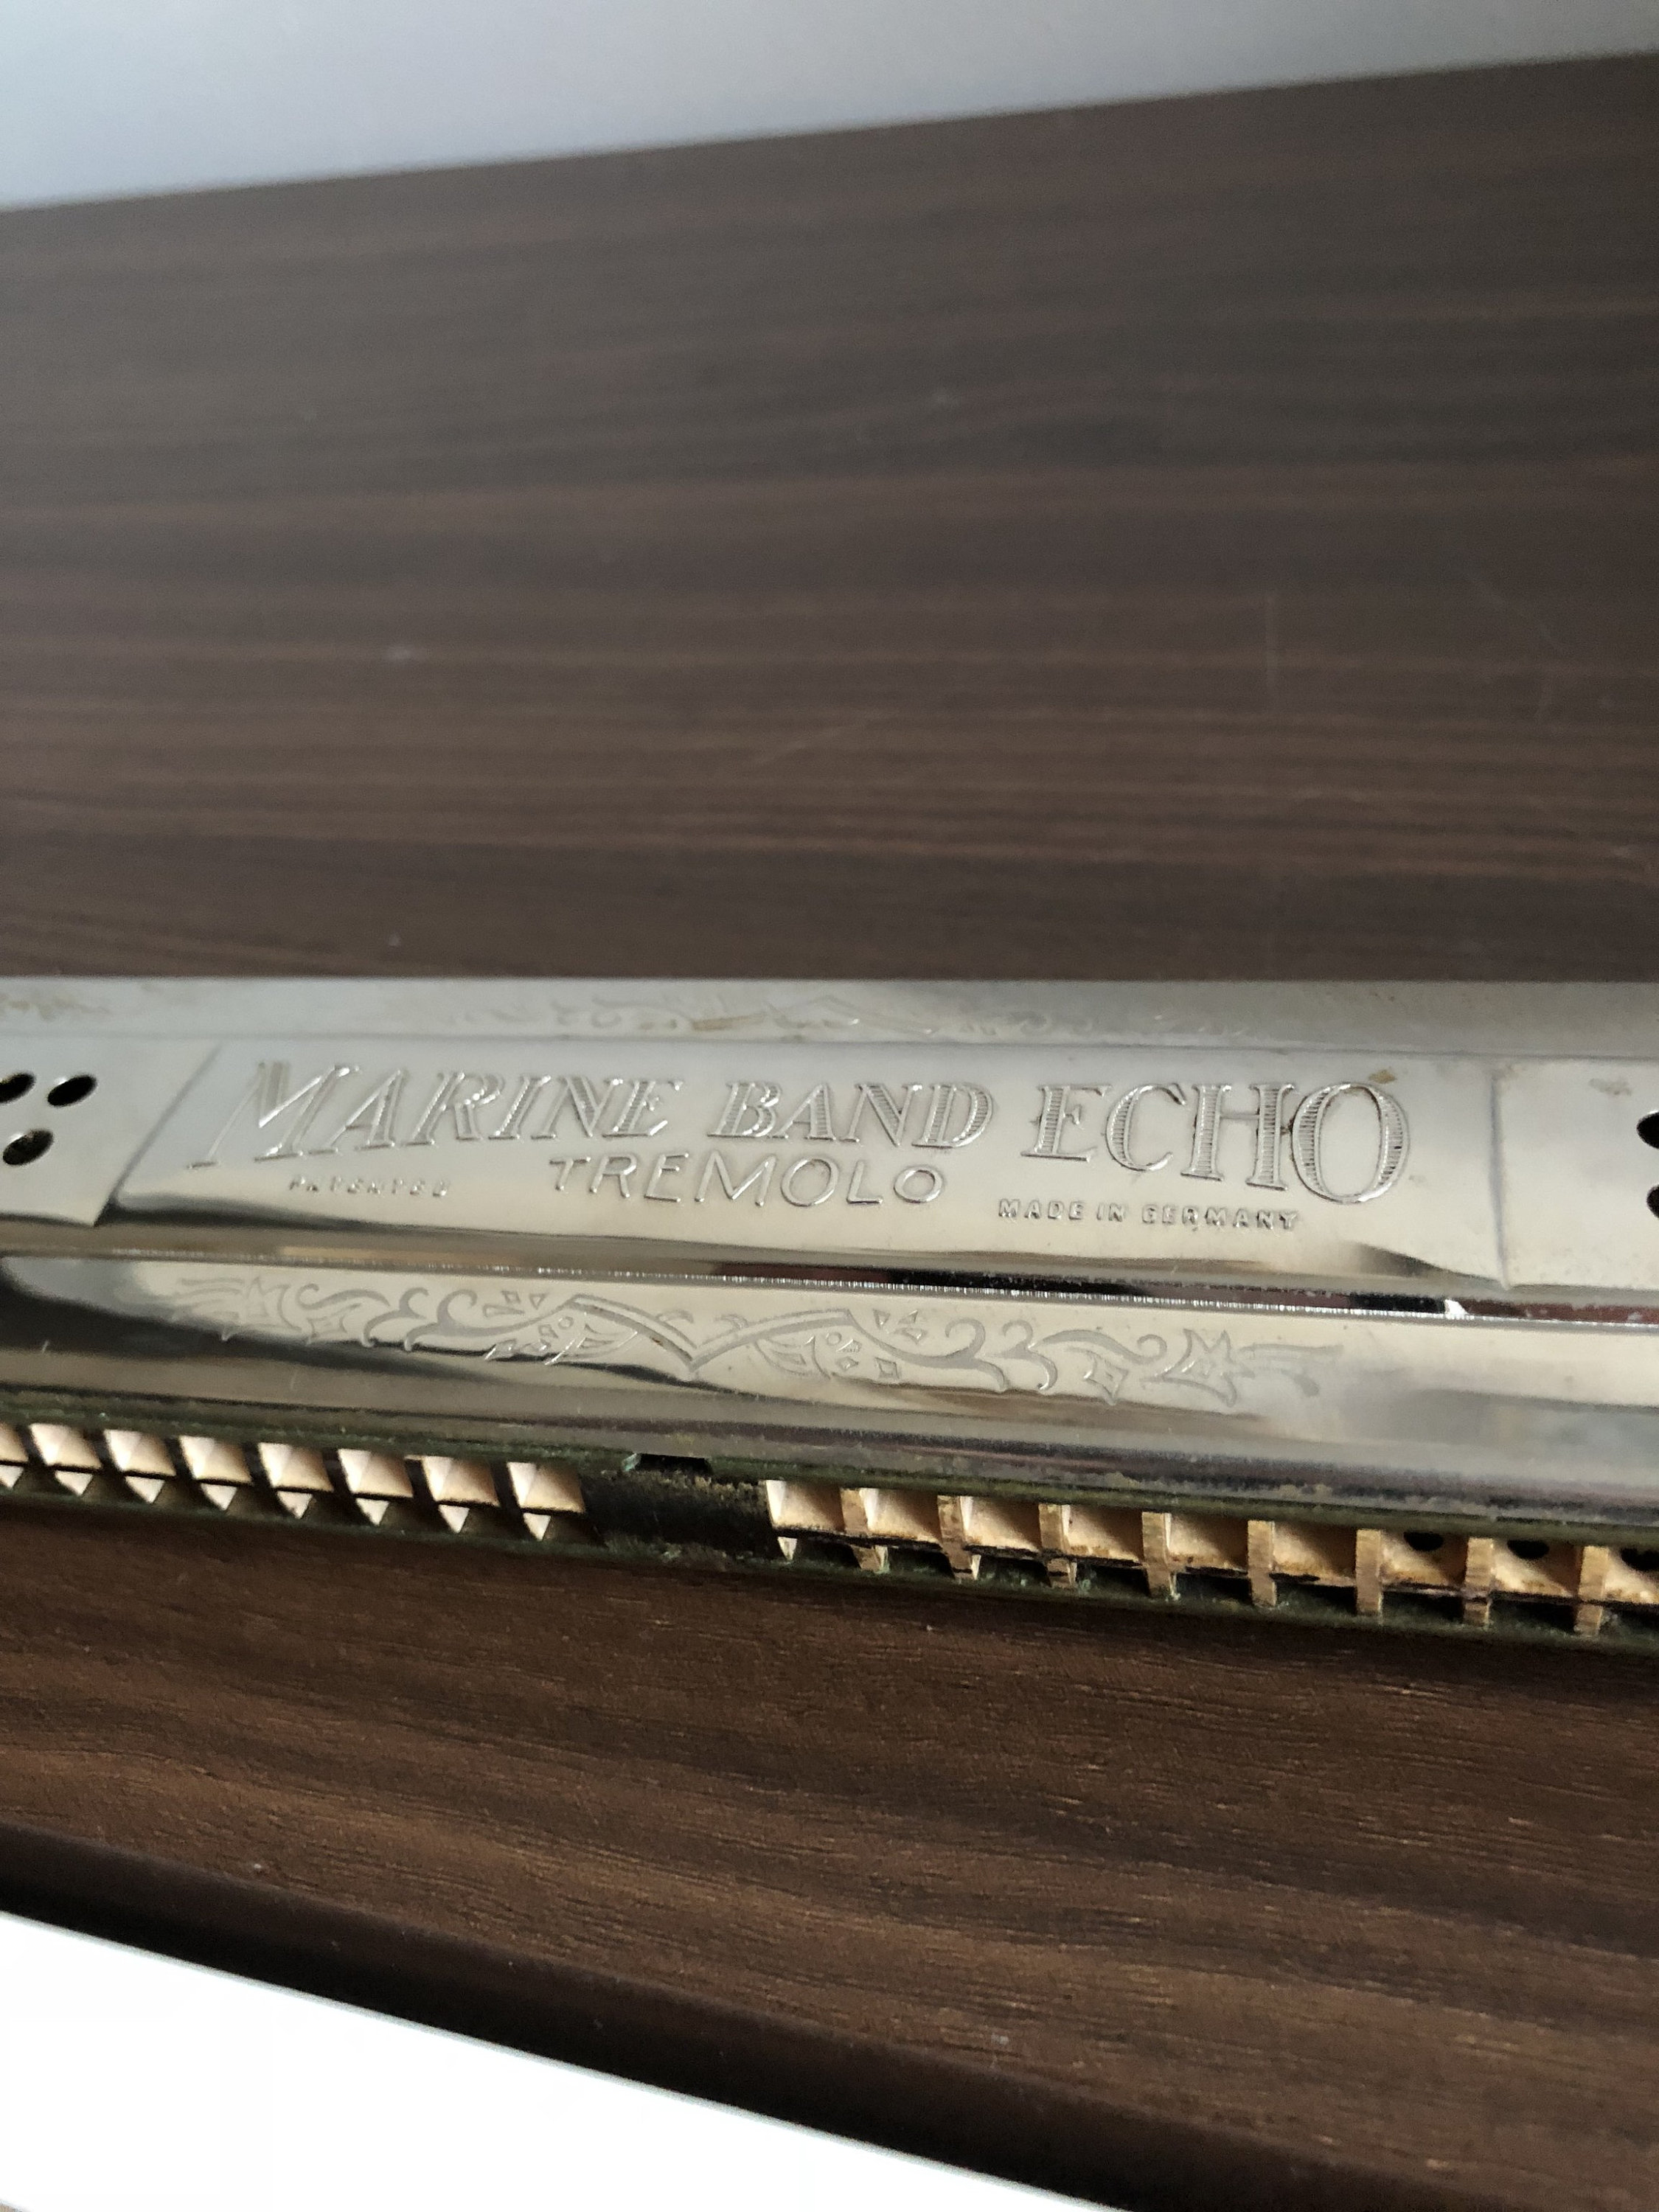 MARINE BAND ECHO
TREMOLO
PATENTED
MADE IN GERMANY